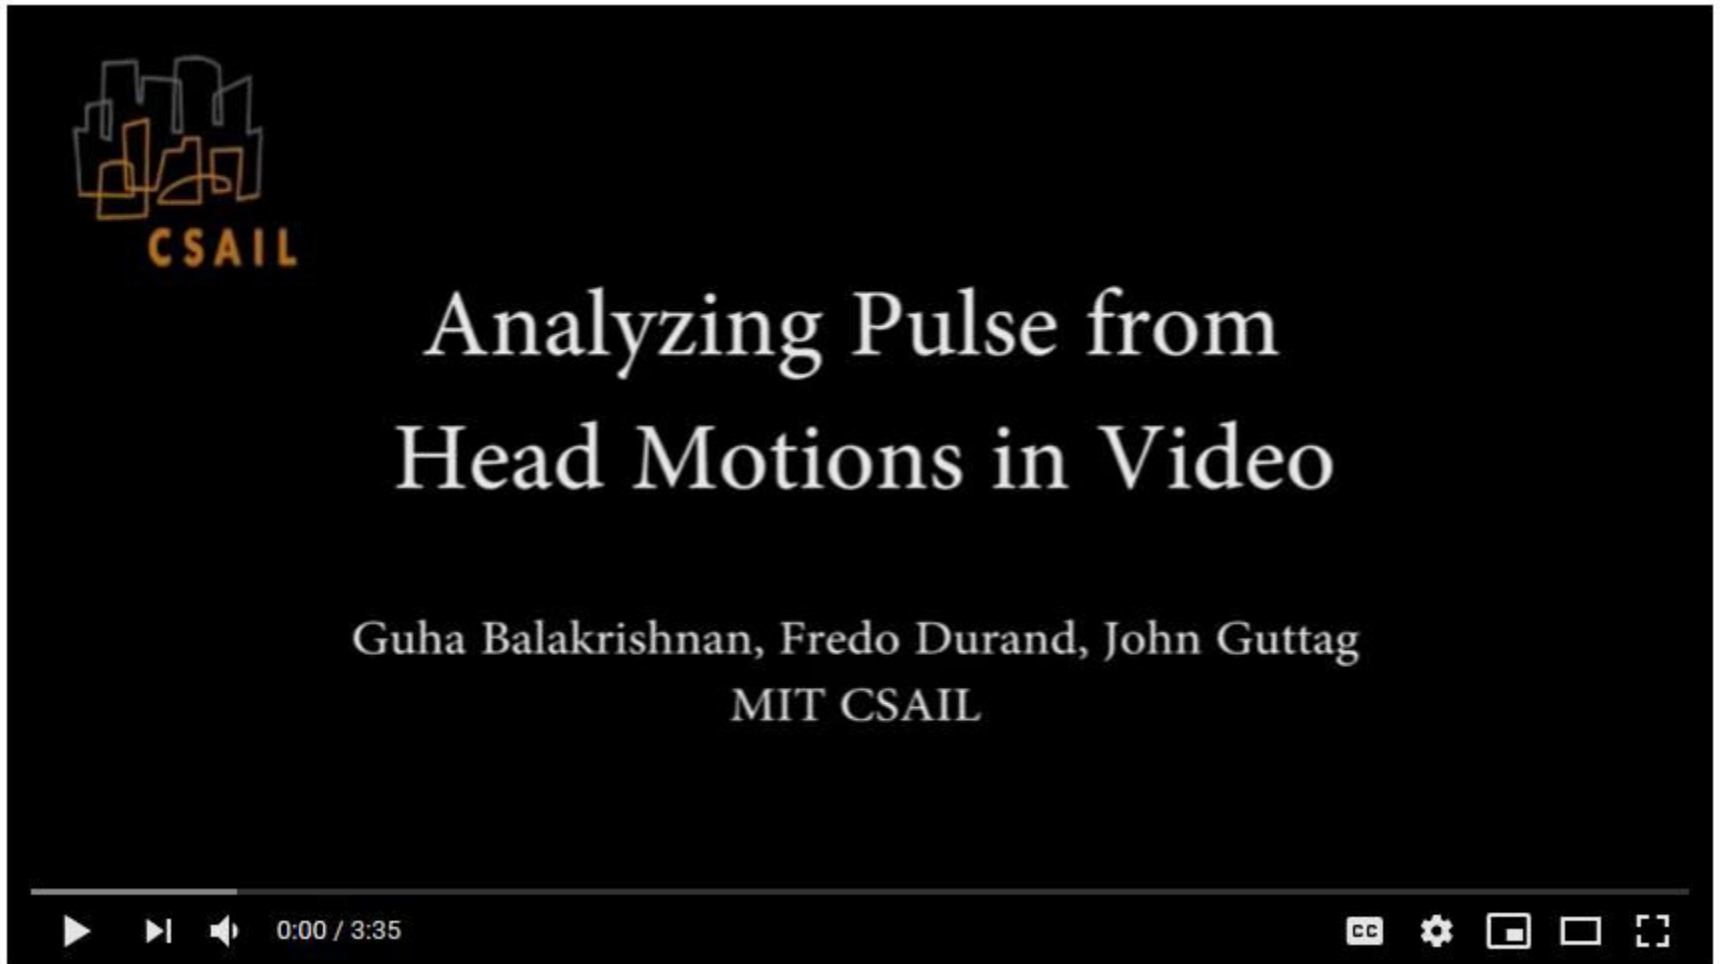 CSAIL
Analyzing Pulse from
Head Motions in Video
Guha Balakrishnan, Fredo Durand, John Guttag
MIT CSAIL
0:00 / 3:35
CC